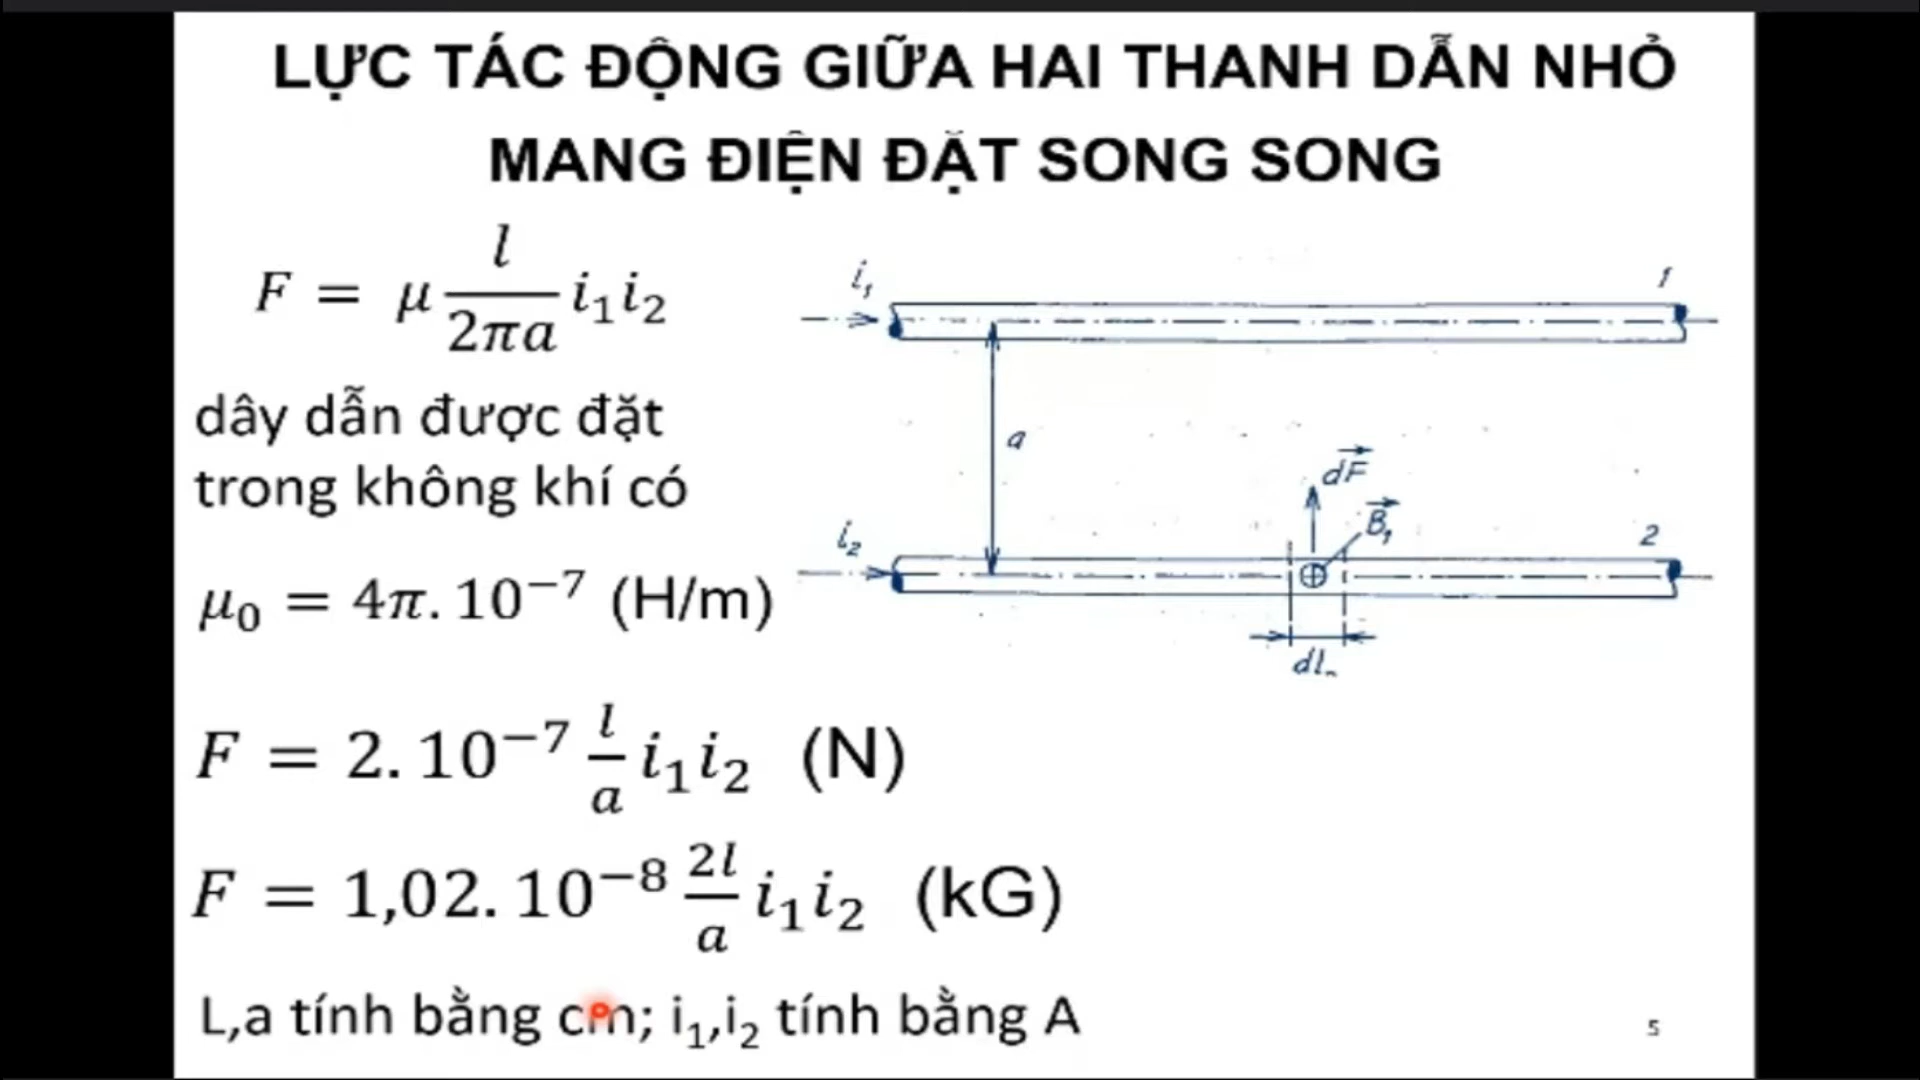 LỰC TÁC ĐỘNG GIỮA HAI THANH DẪN NHỎ
MANG ĐIỆN ĐẶT SONG SONG
F = μ l/2πa i₁i₂
dây dẫn được đặt
trong không khí có
μ₀ = 4π.10⁻⁷ (H/m)
i₁
1
a
dF
B₁
i₂
2
dl
F = 2.10⁻⁷ l/a i₁i₂ (N)
F = 1,02.10⁻⁸ 2l/a i₁i₂ (kG)
L,a tính bằng cm; i₁,i₂ tính bằng A
5